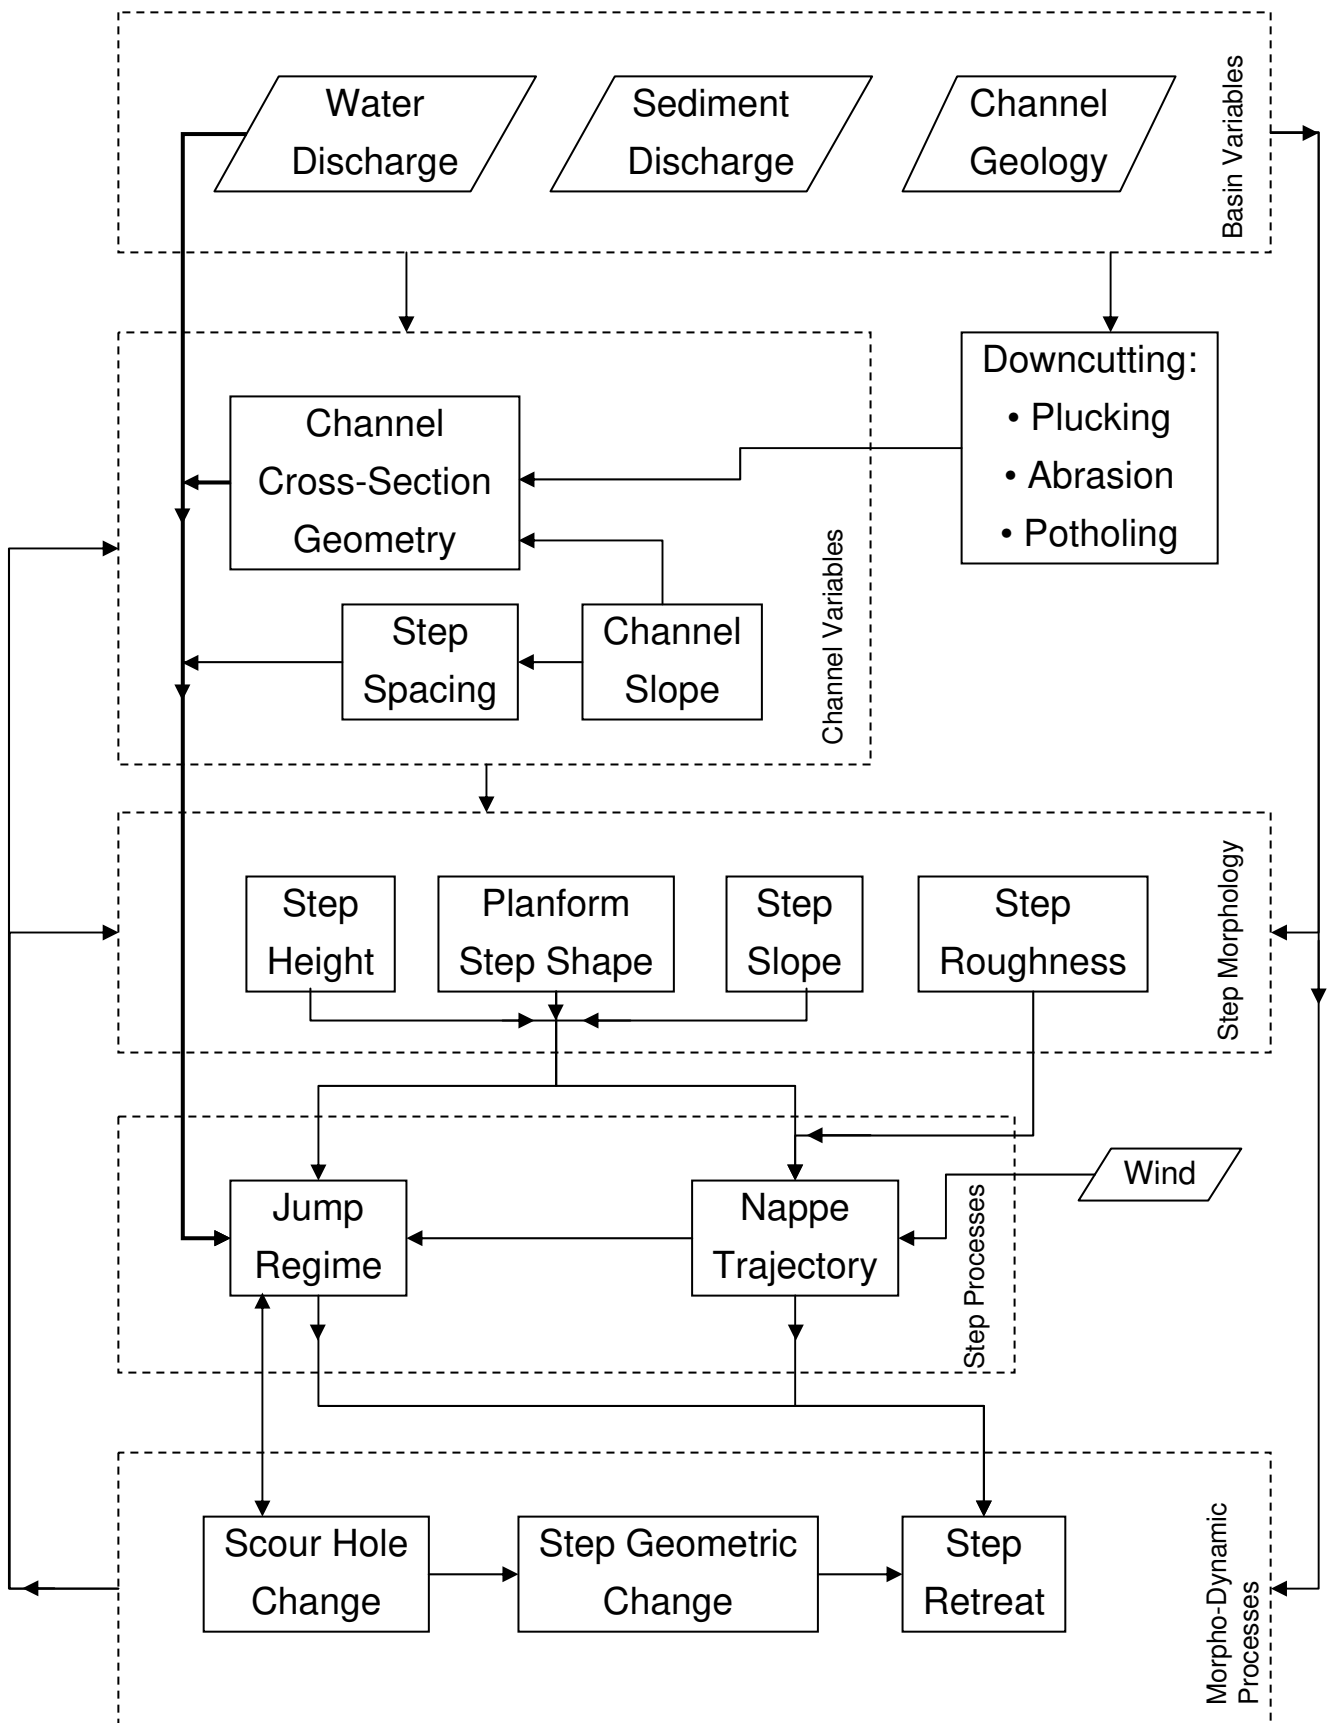 Water
Discharge
Sediment
Discharge
Channel
Geology
Basin Variables
Downcutting:
• Plucking
• Abrasion
• Potholing
Channel
Cross-Section
Geometry
Step
Spacing
Channel
Slope
Channel Variables
Step
Height
Planform
Step Shape
Step
Slope
Step
Roughness
Step Morphology
Wind
Jump
Regime
Nappe
Trajectory
Step Processes
Scour Hole
Change
Step Geometric
Change
Step
Retreat
Morpho-Dynamic
Processes